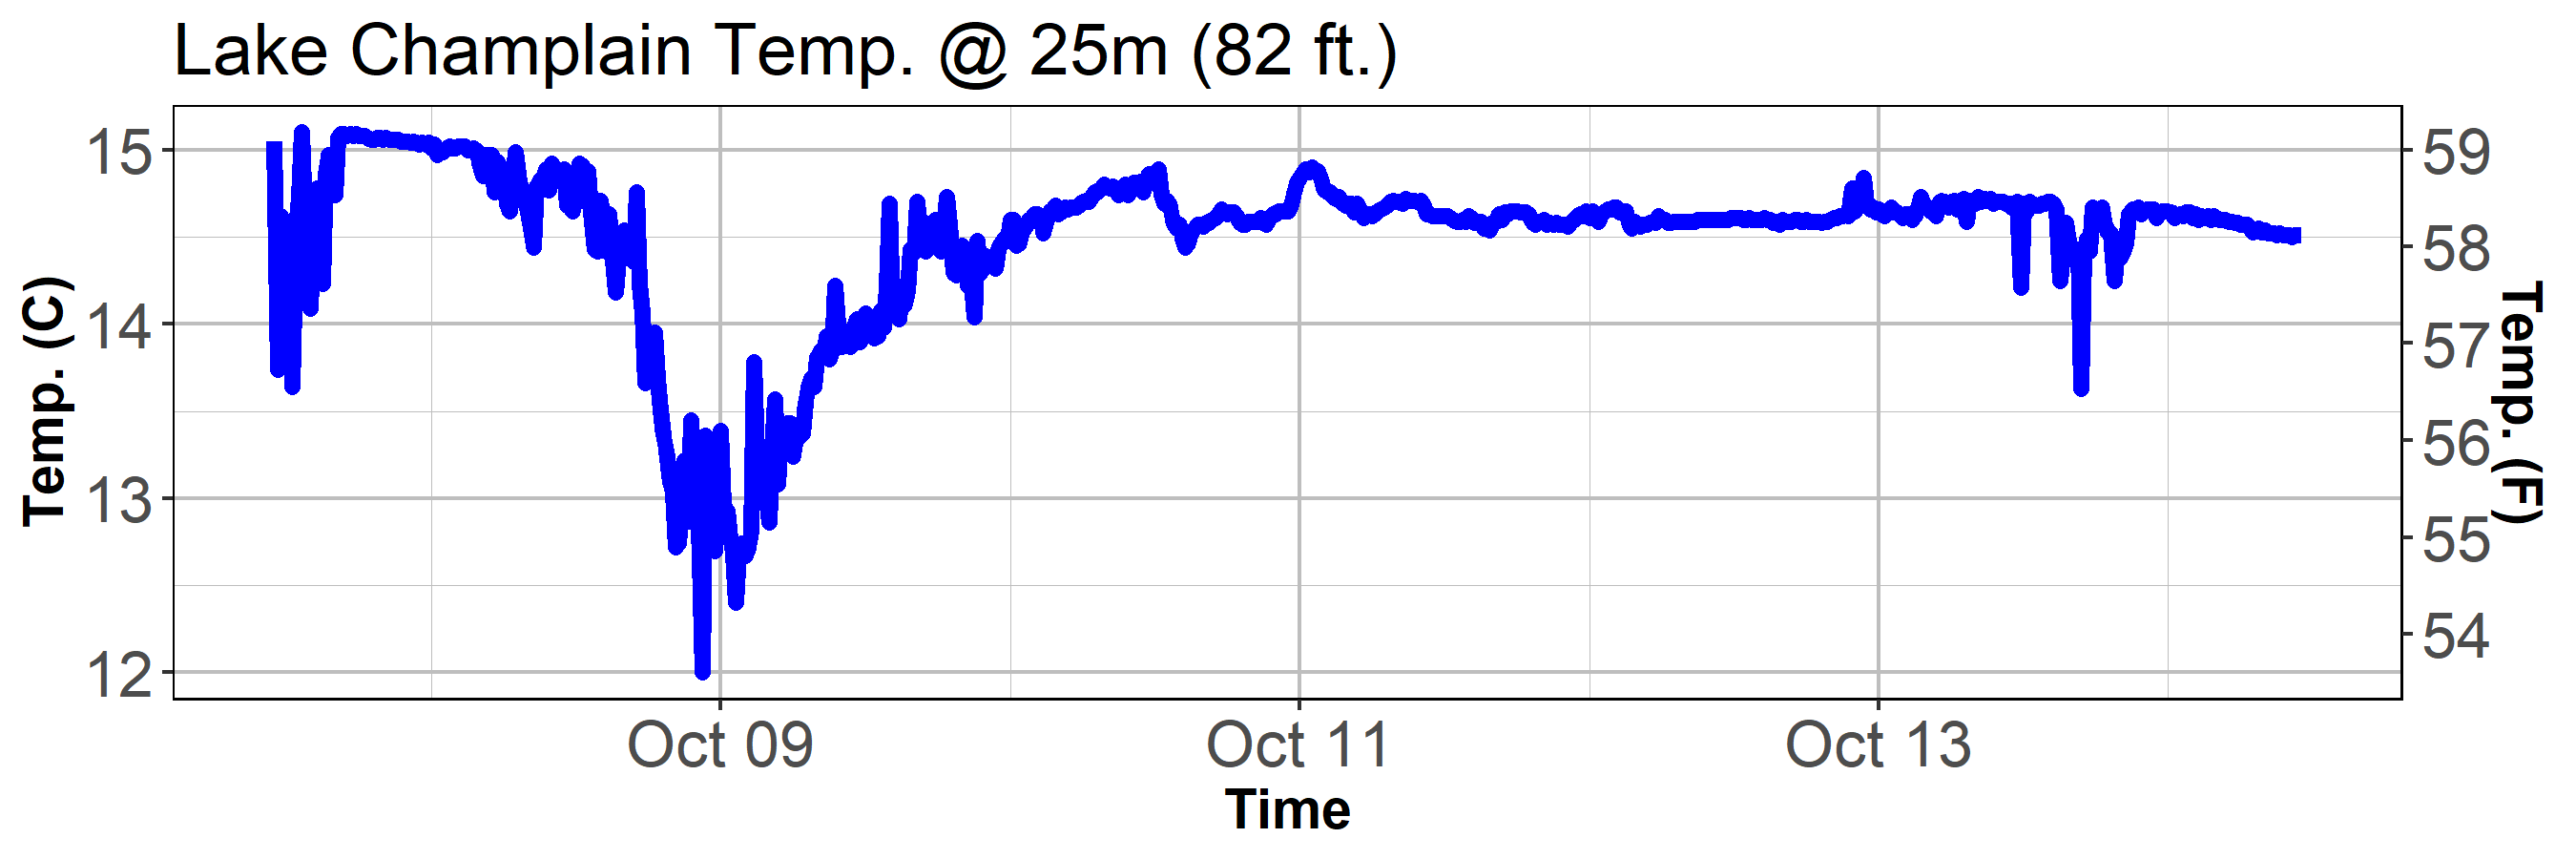 Lake Champlain Temp. @ 25m (82 ft.)
15
14
13
12
Temp. (C)
59
58
57
56
55
54
Temp. (F)
Oct 09 Oct 11 Oct 13
Time